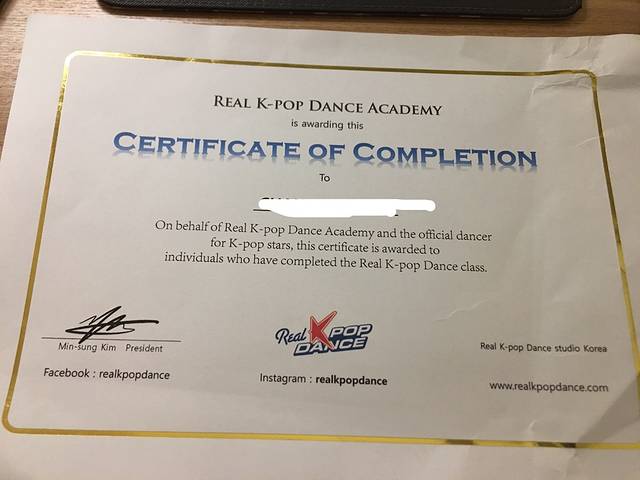 REAL K-POP DANCE ACADEMY
is awarding this
CERTIFICATE OF COMPLETION
To
On behalf of Real K-pop Dance Academy and the official dancer
for K-pop stars, this certificate is awarded to
individuals who have completed the Real K-pop Dance class.
Real K POP
DANCE
Min-sung Kim President
Real K-pop Dance studio Korea
Facebook : realkpopdance
Instagram : realkpopdance
www.realkpopdance.com